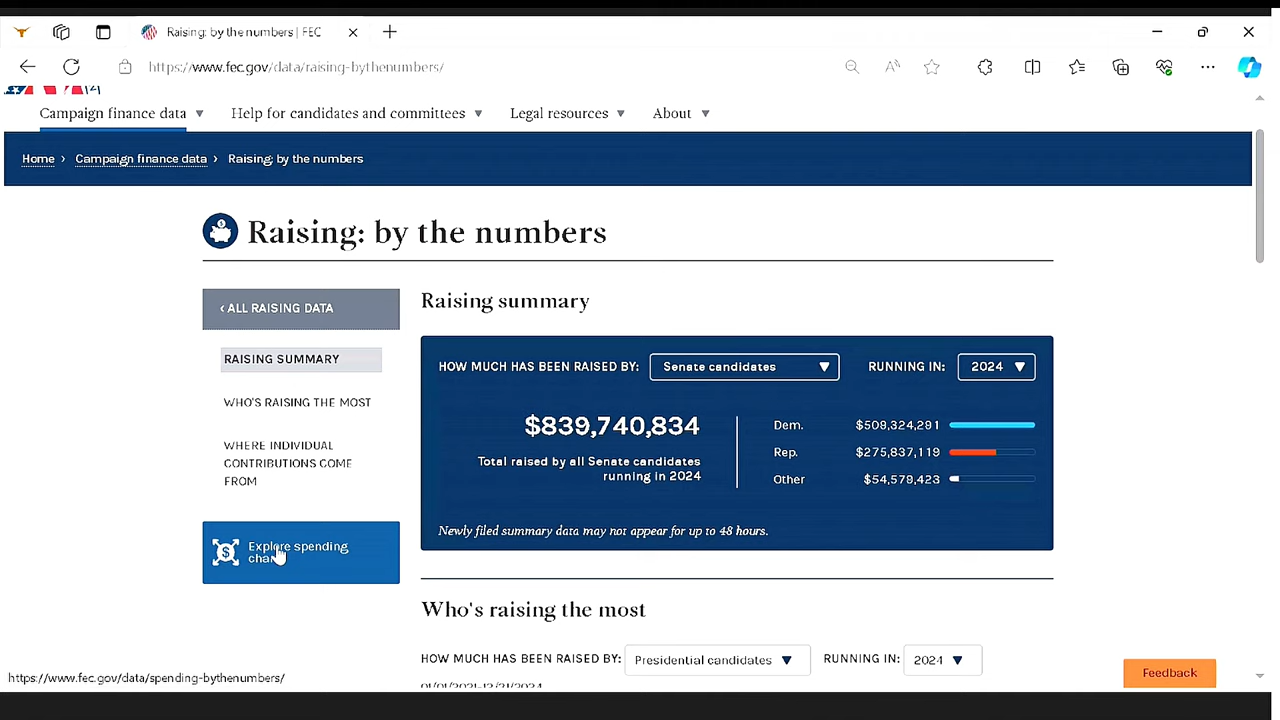 Raising: by the numbers | FEC
https://www.fec.gov/data/raising-bythenumbers/
Campaign finance data
Help for candidates and committees
Legal resources
About
Home › Campaign finance data › Raising: by the numbers
Raising: by the numbers
‹ ALL RAISING DATA
RAISING SUMMARY
WHO'S RAISING THE MOST
WHERE INDIVIDUAL
CONTRIBUTIONS COME
FROM
Explore spending
Raising summary
HOW MUCH HAS BEEN RAISED BY: Senate candidates RUNNING IN: 2024
$839,740,834
Total raised by all Senate candidates
running in 2024
Dem. $509,324,291
Rep. $275,837,119
Other $54,579,423
Newly filed summary data may not appear for up to 48 hours.
Who's raising the most
HOW MUCH HAS BEEN RAISED BY: Presidential candidates RUNNING IN: 2024
Feedback
https://www.fec.gov/data/spending-bythenumbers/